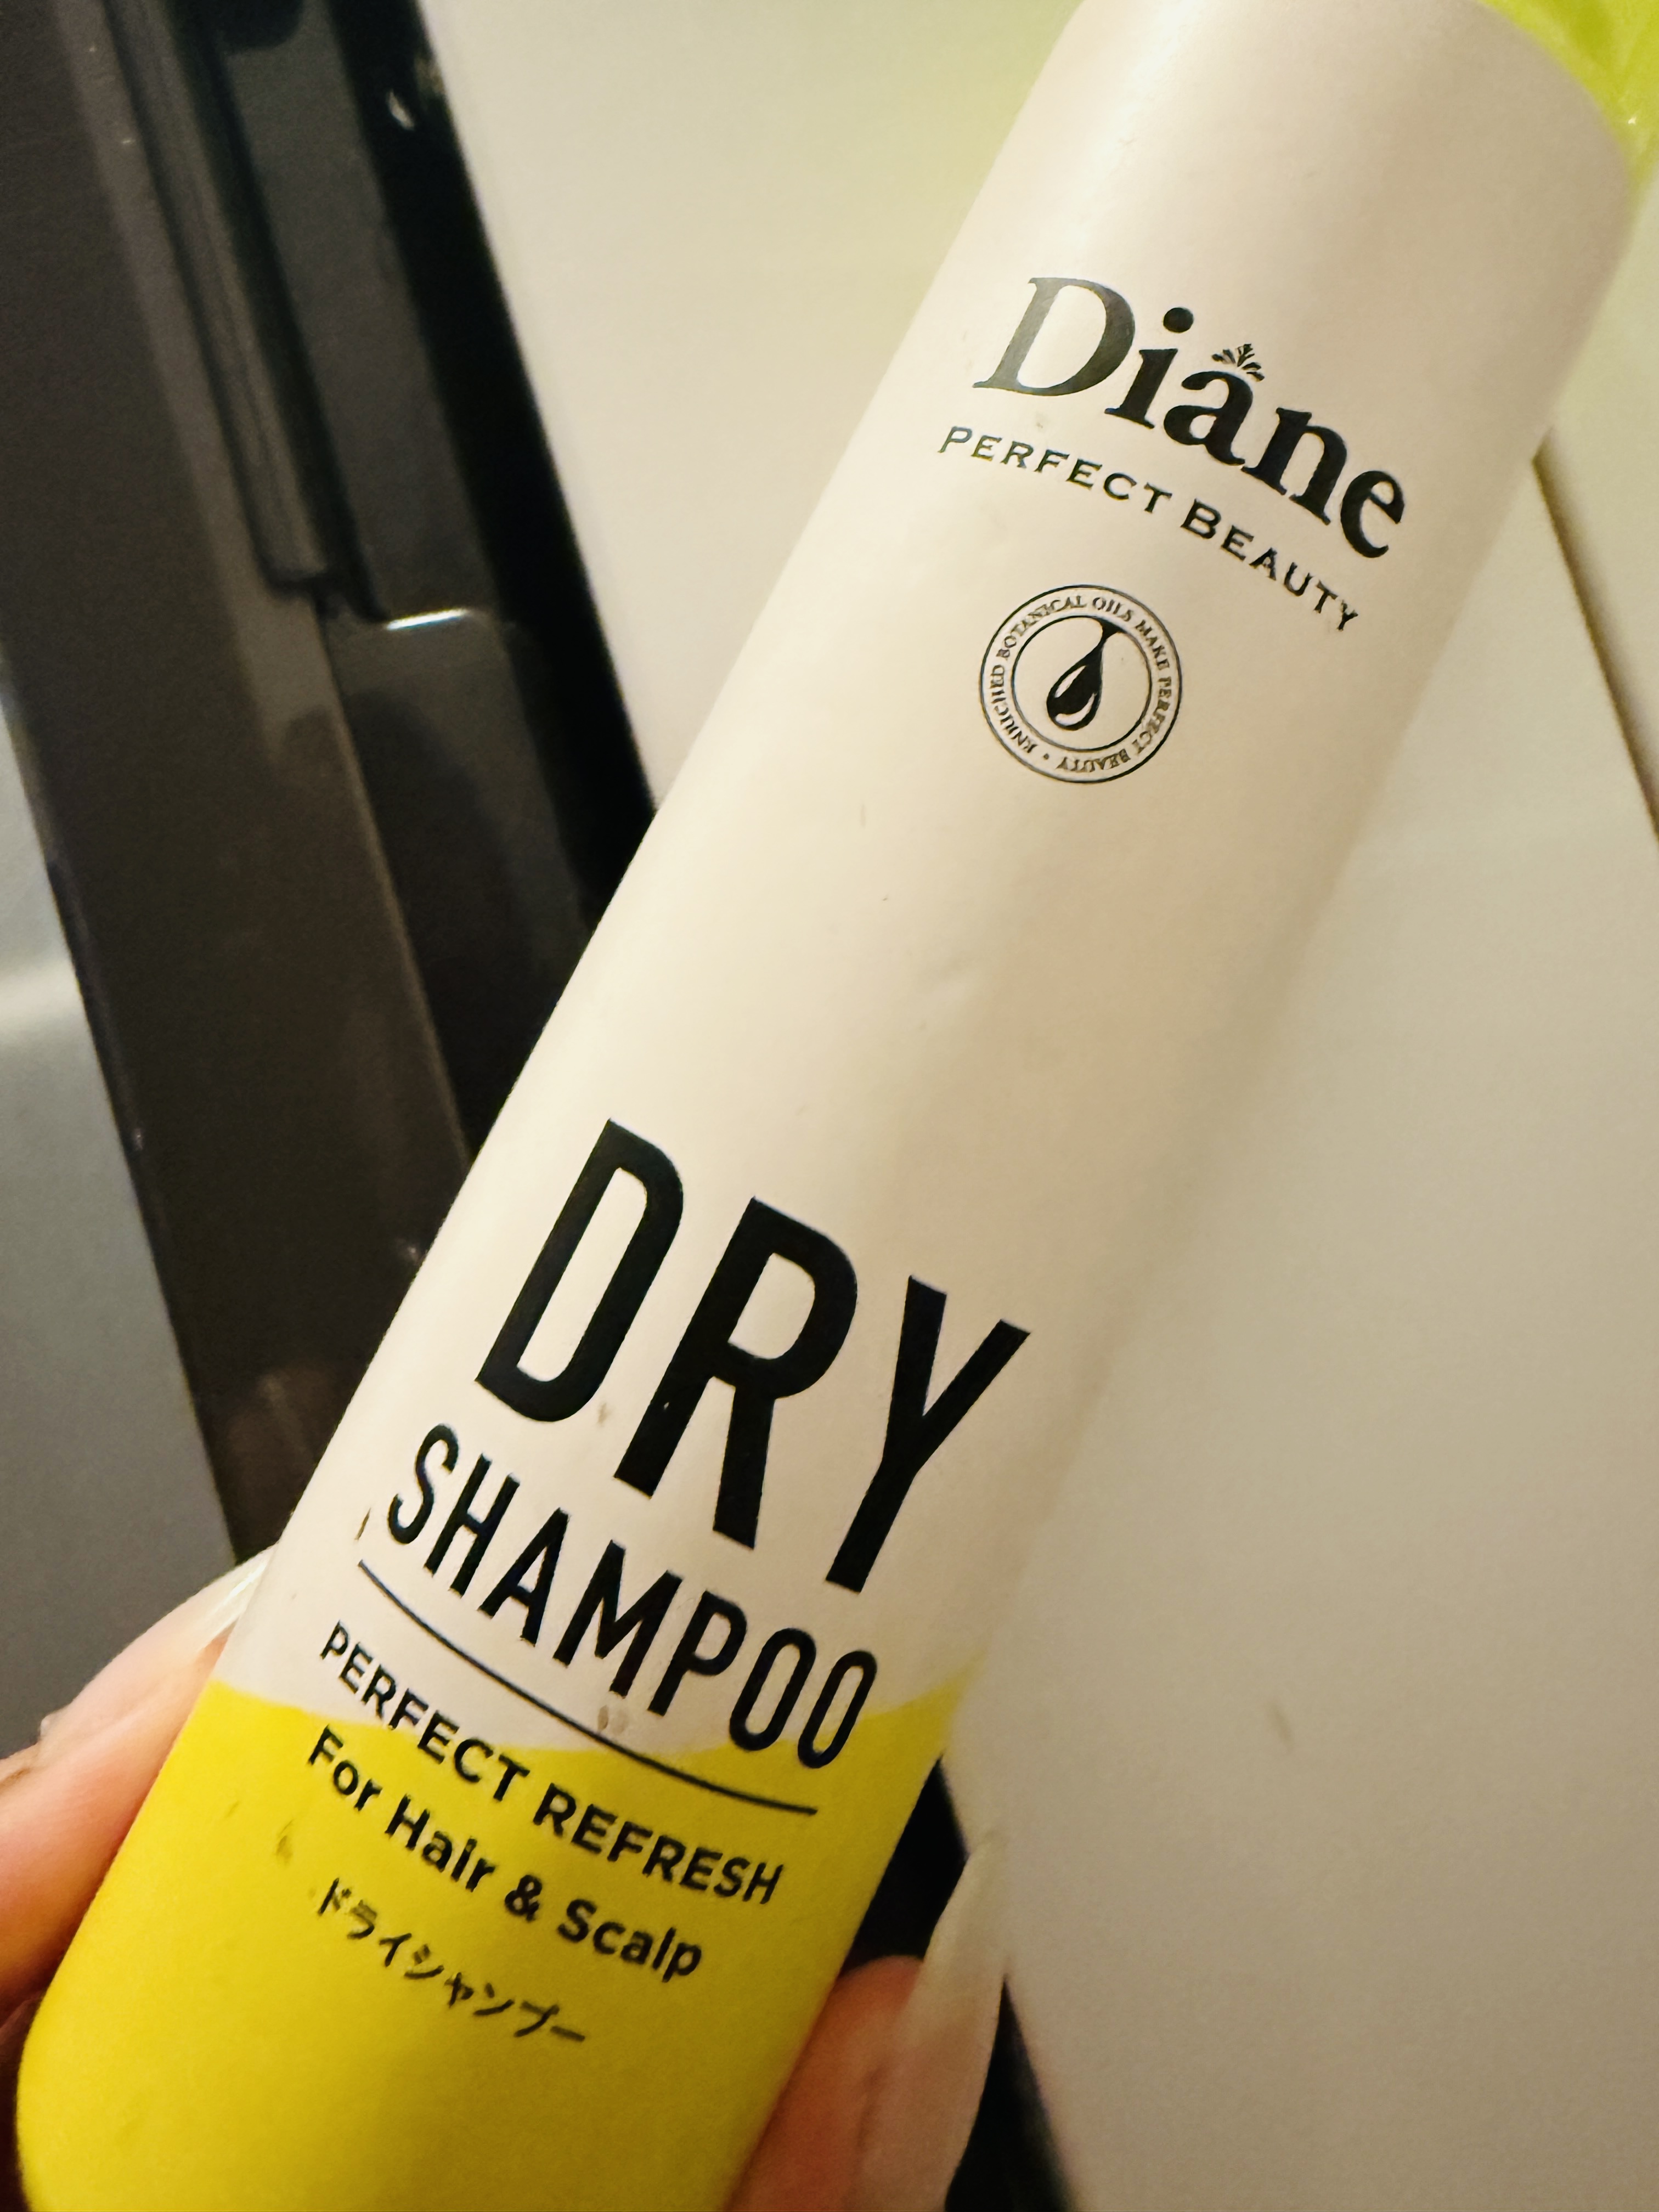 Diane
PERFECT BEAUTY
ENRICHED BOTANICAL OILS MAKE PERFECT BEAUTY •
DRY
SHAMPOO
PERFECT REFRESH
For Hair & Scalp
ドライシャンプー